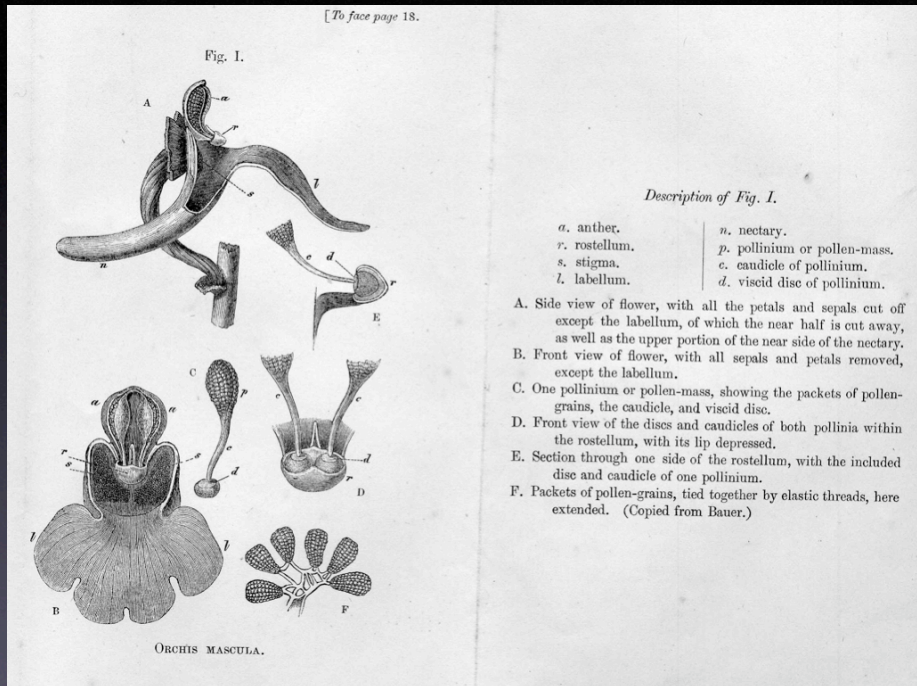 [To face page 18.
Fig. I.
A
a
r
s
l
n
c
d
r
E
C
p
c
d
c
c
d
r
D
a
a
r
s
s
l
l
B
F
ORCHIS MASCULA.
Description of Fig. I.
a. anther.
r. rostellum.
s. stigma.
l. labellum.
n. nectary.
p. pollinium or pollen-mass.
c. caudicle of pollinium.
d. viscid disc of pollinium.
A. Side view of flower, with all the petals and sepals cut off
except the labellum, of which the near half is cut away,
as well as the upper portion of the near side of the nectary.
B. Front view of flower, with all sepals and petals removed,
except the labellum.
C. One pollinium or pollen-mass, showing the packets of pollen-
grains, the caudicle, and viscid disc.
D. Front view of the discs and caudicles of both pollinia within
the rostellum, with its lip depressed.
E. Section through one side of the rostellum, with the included
disc and caudicle of one pollinium.
F. Packets of pollen-grains, tied together by elastic threads, here
extended. (Copied from Bauer.)